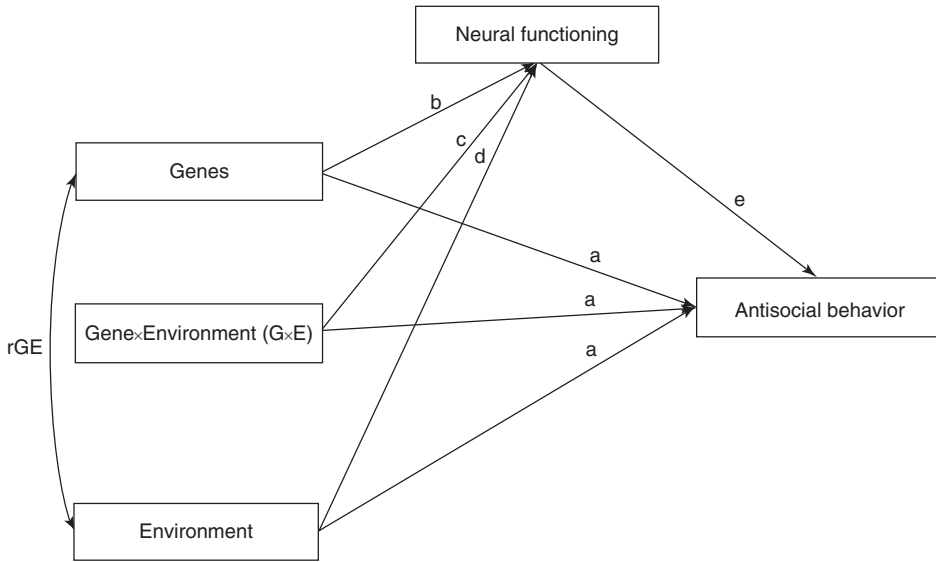 Neural functioning
b
c
d
Genes
e
a
Antisocial behavior
a
Gene×Environment (G×E)
rGE
a
Environment